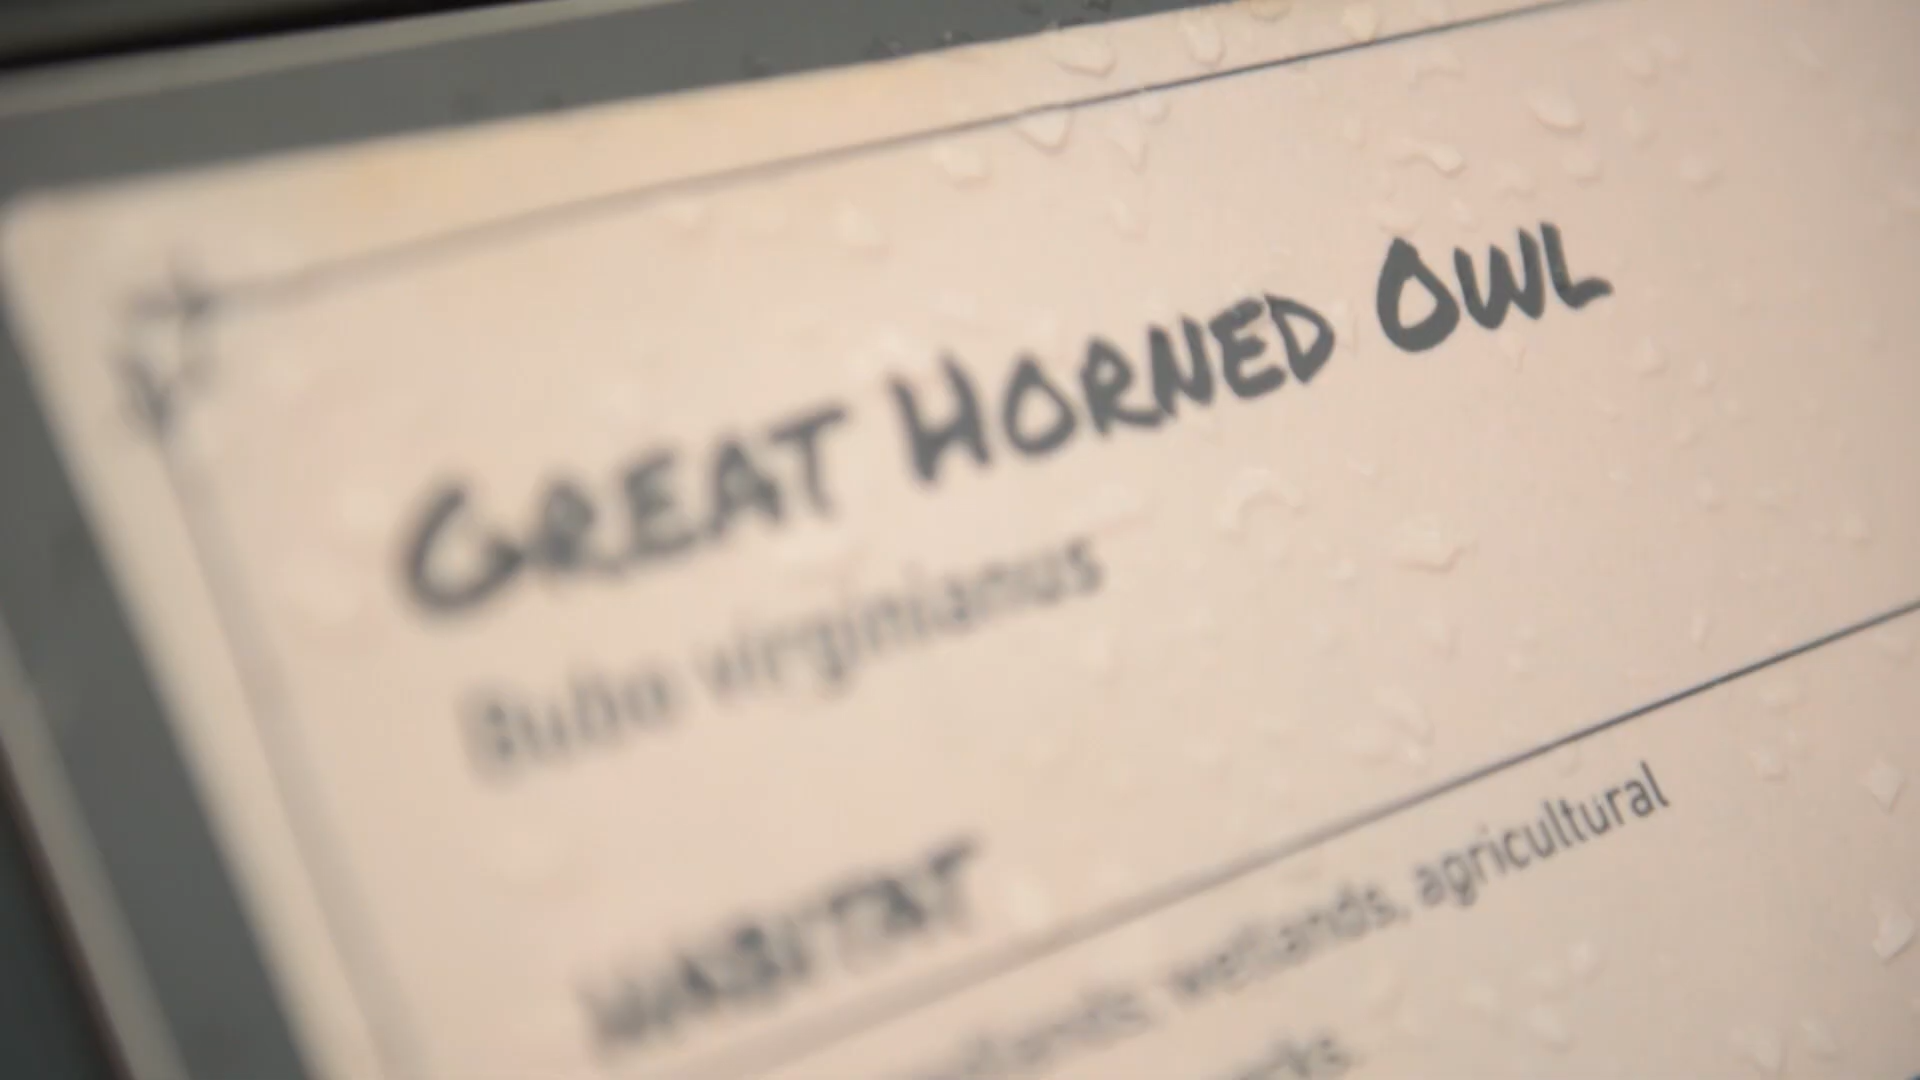 GREAT HORNED OWL
Bubo virginianus
HABITAT
wetlands, agricultural